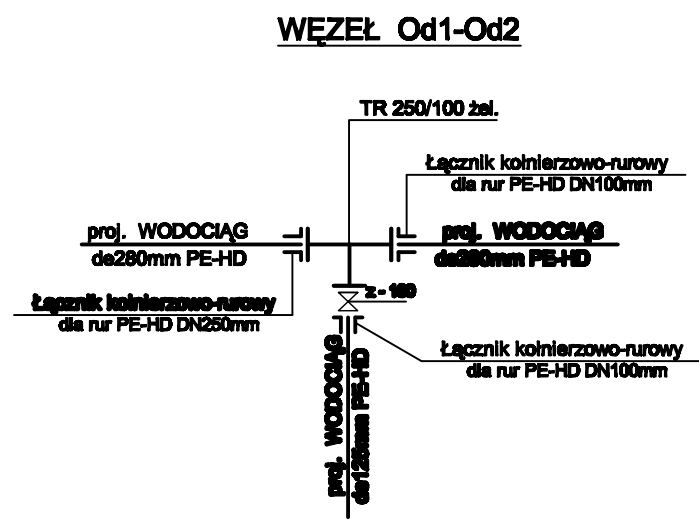 WĘZEŁ Od1-Od2
TR 250/100 żel.
Łącznik kołnierzowo-rurowy
dla rur PE-HD DN100mm
proj. WODOCIĄG
de280mm PE-HD
proj. WODOCIĄG
de280mm PE-HD
Łącznik kołnierzowo-rurowy
dla rur PE-HD DN250mm
z - 100
Łącznik kołnierzowo-rurowy
dla rur PE-HD DN100mm
proj. WODOCIĄG
de125mm PE-HD